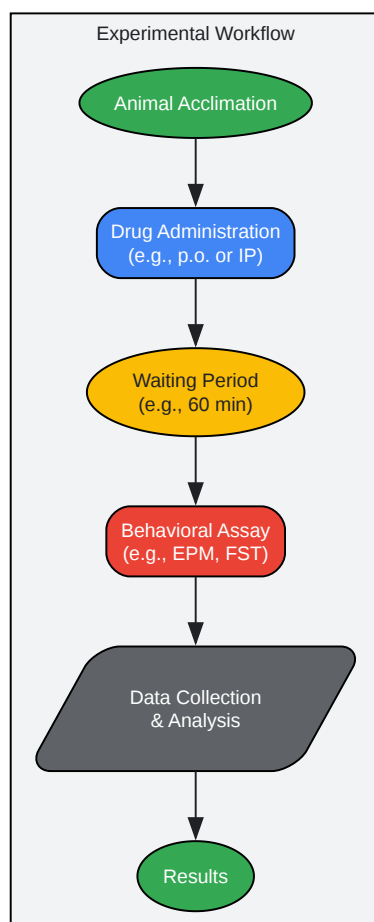 Experimental Workflow
Animal Acclimation
Drug Administration
(e.g., p.o. or IP)
Waiting Period
(e.g., 60 min)
Behavioral Assay
(e.g., EPM, FST)
Data Collection
& Analysis
Results